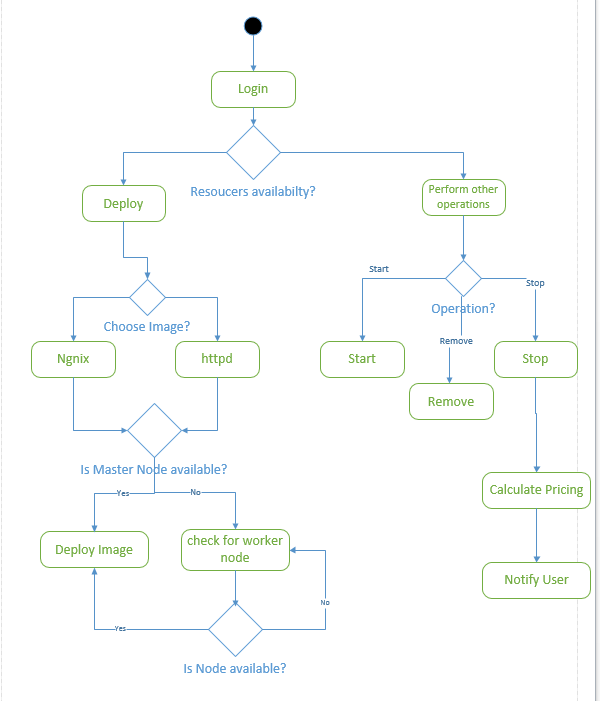 Login
Resoucers availabilty?
Deploy
Perform other
operations
Start
Stop
Choose Image?
Operation?
Remove
Ngnix
httpd
Start
Stop
Remove
Is Master Node available?
Yes
No
Calculate Pricing
Deploy Image
check for worker
node
Notify User
No
Yes
Is Node available?